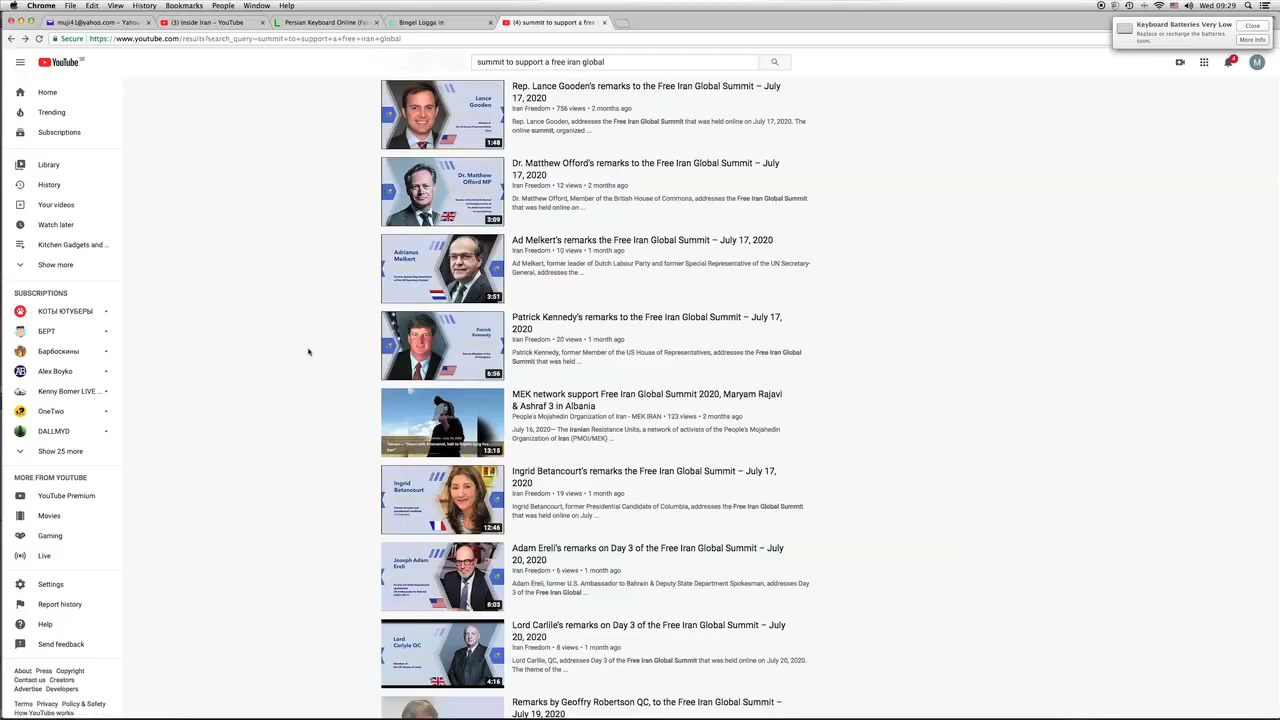 Chrome File Edit View History Bookmarks People Window Help
Wed 09:29
muji41@yahoo.com – Yahoo
(3) Inside Iran – YouTube
Persian Keyboard Online
Bingel Logga in
(4) summit to support a free
Keyboard Batteries Very Low
Replace or recharge the batteries
soon.
Close
More Info
Secure https://www.youtube.com/results?search_query=summit+to+support+a+free+iran+global
YouTube SE
summit to support a free iran global
4
M
Home
Trending
Subscriptions
Library
History
Your videos
Watch later
Kitchen Gadgets and ...
Show more
SUBSCRIPTIONS
КОТЫ ЮТУБЕРЫ
БЕРТ
Барбоскины
Alex Boyko
Kenny Bomer LIVE ...
OneTwo
DALLMYD
Show 25 more
MORE FROM YOUTUBE
YouTube Premium
Movies
Gaming
Live
Settings
Report history
Help
Send feedback
About Press Copyright
Contact us Creators
Advertise Developers
Terms Privacy Policy & Safety
How YouTube works
Lance
Gooden
1:48
Rep. Lance Gooden's remarks to the Free Iran Global Summit – July
17, 2020
Iran Freedom • 756 views • 2 months ago
Rep. Lance Gooden, addresses the Free Iran Global Summit that was held online on July 17, 2020. The
online summit, organized ...
Dr. Matthew
Offord MP
3:09
Dr. Matthew Offord's remarks to the Free Iran Global Summit – July
17, 2020
Iran Freedom • 12 views • 2 months ago
Dr. Matthew Offord, Member of the British House of Commons, addresses the Free Iran Global Summit
that was held online on ...
Adrianus
Melkert
3:51
Ad Melkert's remarks the Free Iran Global Summit – July 17, 2020
Iran Freedom • 10 views • 1 month ago
Ad Melkert, former leader of Dutch Labour Party and former Special Representative of the UN Secretary-
General, addresses the ...
Patrick
Kennedy
6:56
Patrick Kennedy's remarks to the Free Iran Global Summit – July 17,
2020
Iran Freedom • 20 views • 1 month ago
Patrick Kennedy, former Member of the US House of Representatives, addresses the Free Iran Global
Summit that was held ...
13:15
MEK network support Free Iran Global Summit 2020, Maryam Rajavi
& Ashraf 3 in Albania
People's Mojahedin Organization of Iran - MEK IRAN • 123 views • 2 months ago
July 16, 2020— The Iranian Resistance Units, a network of activists of the People's Mojahedin
Organization of Iran (PMOI/MEK) ...
Ingrid
Betancourt
12:46
Ingrid Betancourt's remarks the Free Iran Global Summit – July 17,
2020
Iran Freedom • 19 views • 1 month ago
Ingrid Betancourt, former Presidential Candidate of Columbia, addresses the Free Iran Global Summit
that was held online on July ...
Joseph Adam
Ereli
8:03
Adam Ereli's remarks on Day 3 of the Free Iran Global Summit – July
20, 2020
Iran Freedom • 6 views • 1 month ago
Adam Ereli, former U.S. Ambassador to Bahrain & Deputy State Department Spokesman, addresses Day
3 of the Free Iran Global ...
Lord
Carlyle QC
4:16
Lord Carlile's remarks on Day 3 of the Free Iran Global Summit – July
20, 2020
Iran Freedom • 8 views • 1 month ago
Lord Carlile, QC, addresses Day 3 of the Free Iran Global Summit that was held online on July 20, 2020.
The theme of the ...
Remarks by Geoffry Robertson QC, to the Free Iran Global Summit –
July 19, 2020